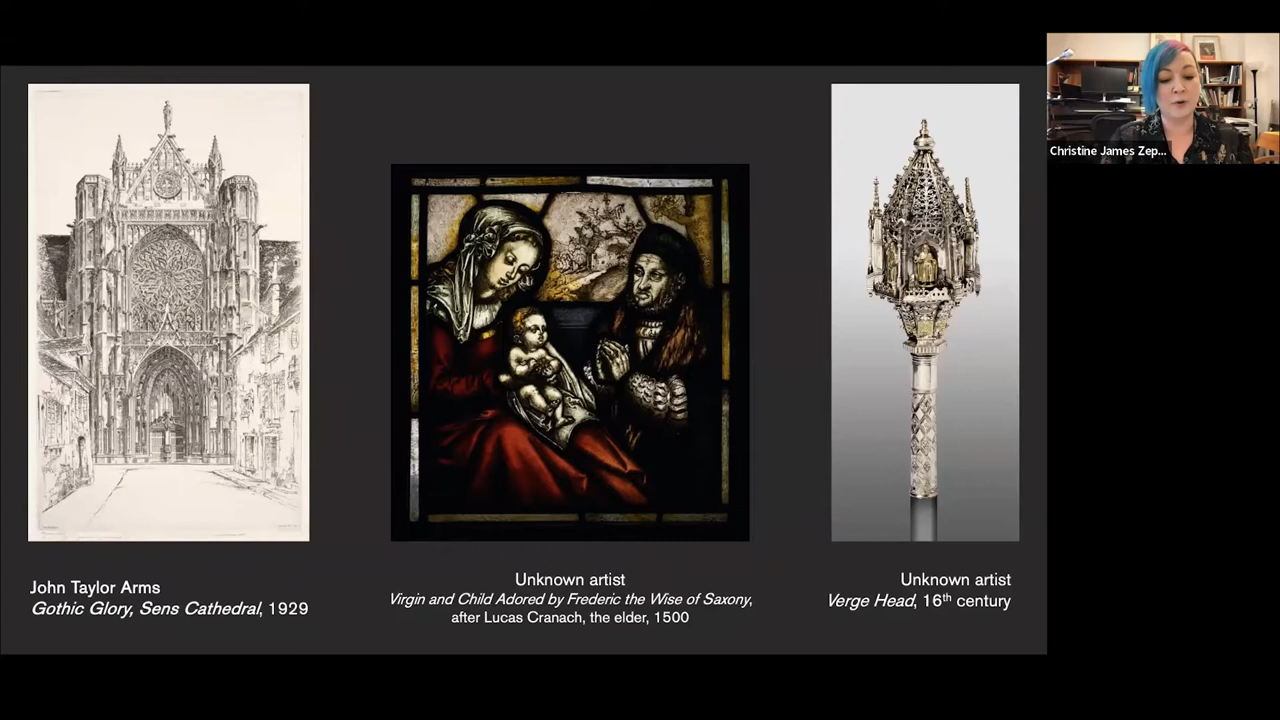 Christine James Zep...
John Taylor Arms
Gothic Glory, Sens Cathedral, 1929
Unknown artist
Virgin and Child Adored by Frederic the Wise of Saxony,
after Lucas Cranach, the elder, 1500
Unknown artist
Verge Head, 16th century